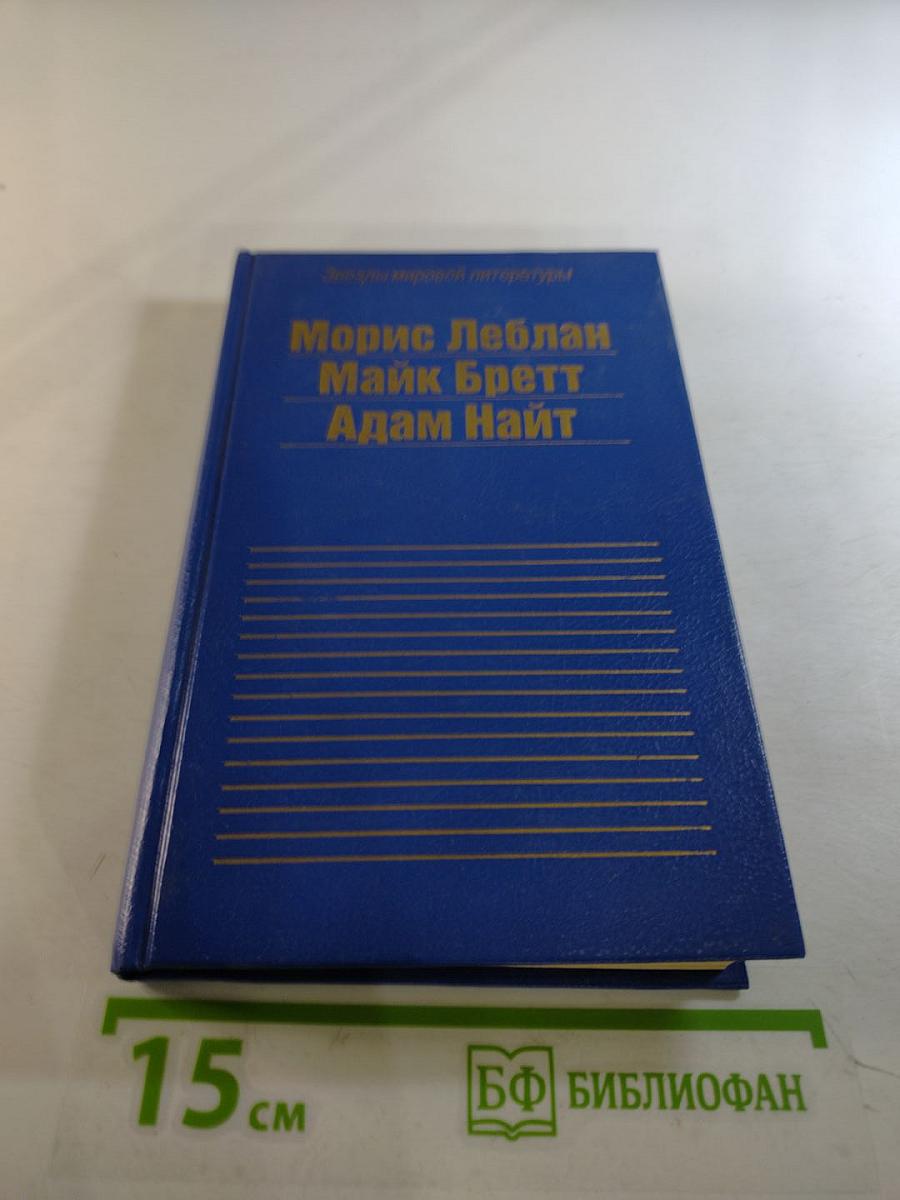 Звезды мировой литературы
Морис Леблан
Майк Бретт
Адам Найт
15 см
БФ БИБЛИОФАН